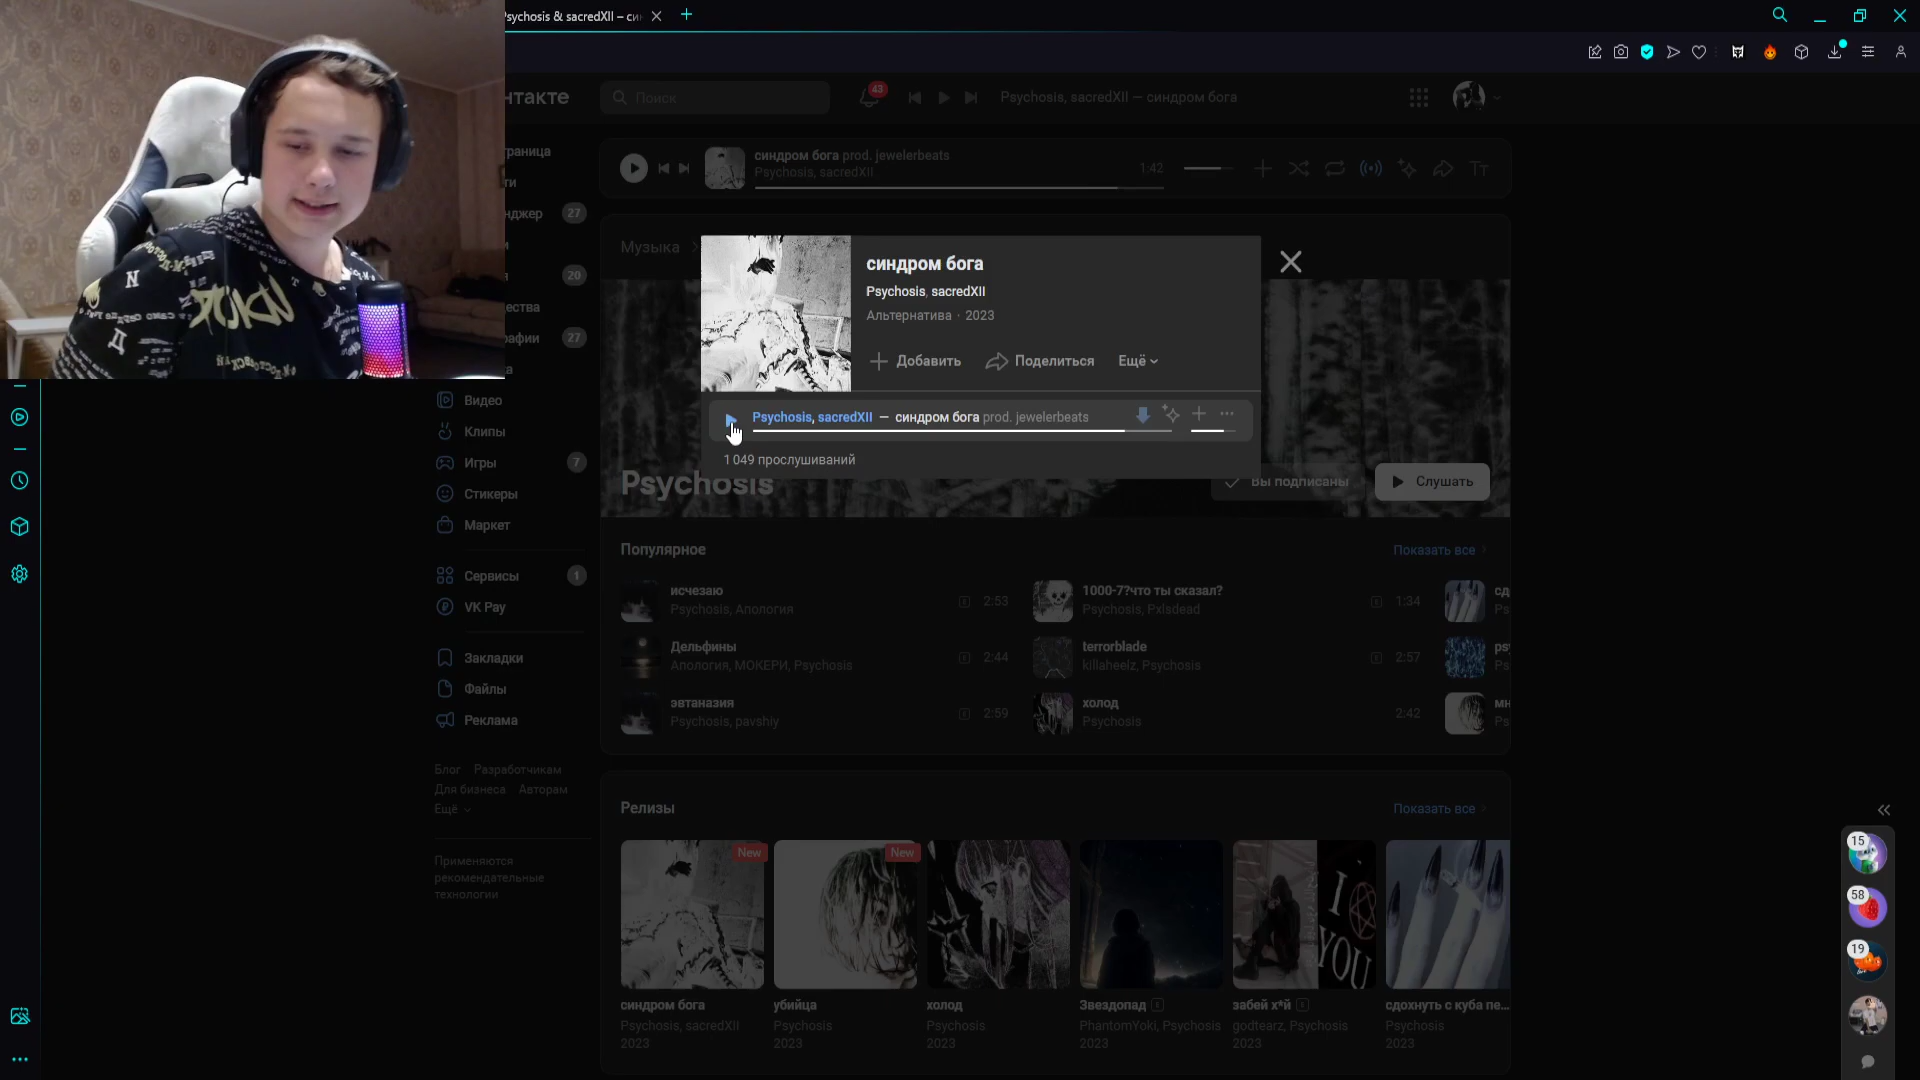 Psychosis & sacredXII – си
нтакте
Поиск
43
Psychosis, sacredXII — синдром бога
синдром бога prod. jewelerbeats
Psychosis, sacredXII
1:42
Тт
27
20
27
Видео
Клипы
Игры
7
Стикеры
Маркет
Сервисы
1
VK Pay
Закладки
Файлы
Реклама
Блог Разработчикам
Для бизнеса Авторам
Ещё
Применяются
рекомендательные
технологии
Музыка
синдром бога
Psychosis, sacredXII
Альтернатива · 2023
Добавить
Поделиться
Ещё
Psychosis, sacredXII — синдром бога prod. jewelerbeats
1 049 прослушиваний
Psychosis
Вы подписаны
Слушать
Популярное
Показать все
исчезаю
Psychosis, Апология
2:53
1000-7?что ты сказал?
Psychosis, Pxlsdead
1:34
Дельфины
Апология, МОКЕРИ, Psychosis
2:44
terrorblade
killaheelz, Psychosis
2:57
эвтаназия
Psychosis, pavshiy
2:59
холод
Psychosis
2:42
Релизы
Показать все
New
New
I
YOU
синдром бога
Psychosis, sacredXII
2023
убийца
Psychosis
2023
холод
Psychosis
2023
Звездопад
PhantomYoki, Psychosis
2023
забей х*й
godtearz, Psychosis
2023
сдохнуть с куба пе...
Psychosis
2023
15
58
19